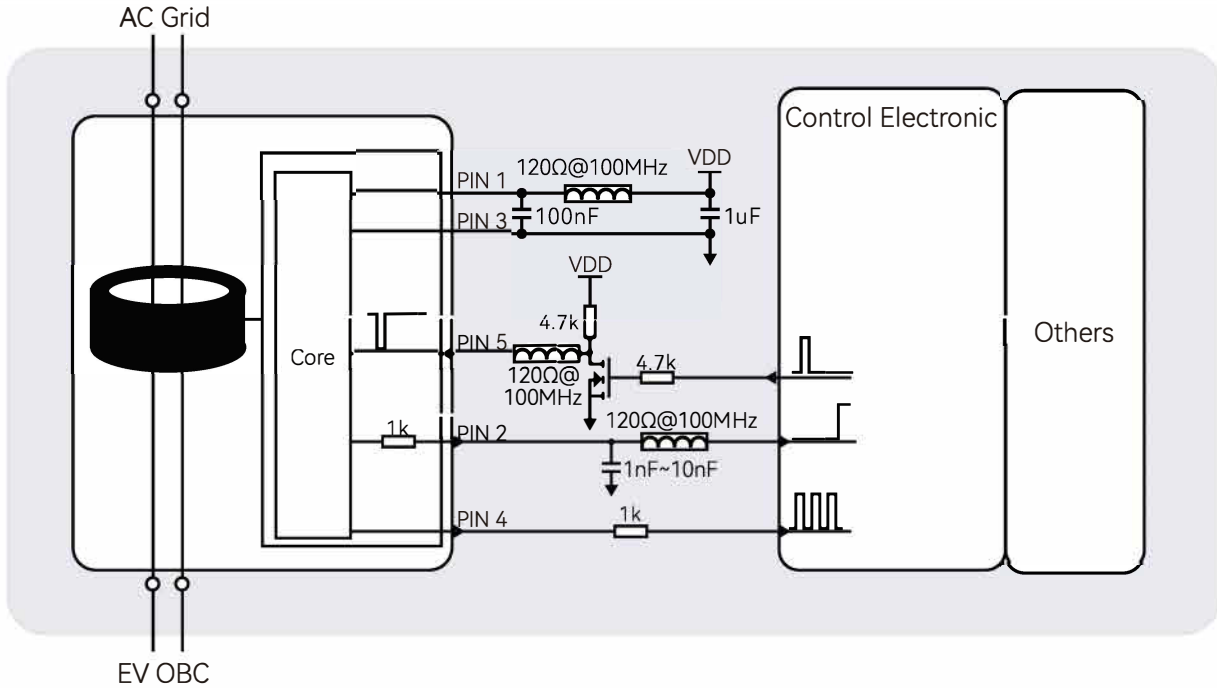 AC Grid
Control Electronic
120Ω@100MHz
VDD
PIN 1
100nF
1uF
PIN 3
VDD
4.7k
PIN 5
Core
Others
120Ω@
100MHz
4.7k
120Ω@100MHz
1k
PIN 2
1nF~10nF
PIN 4
1k
EV OBC